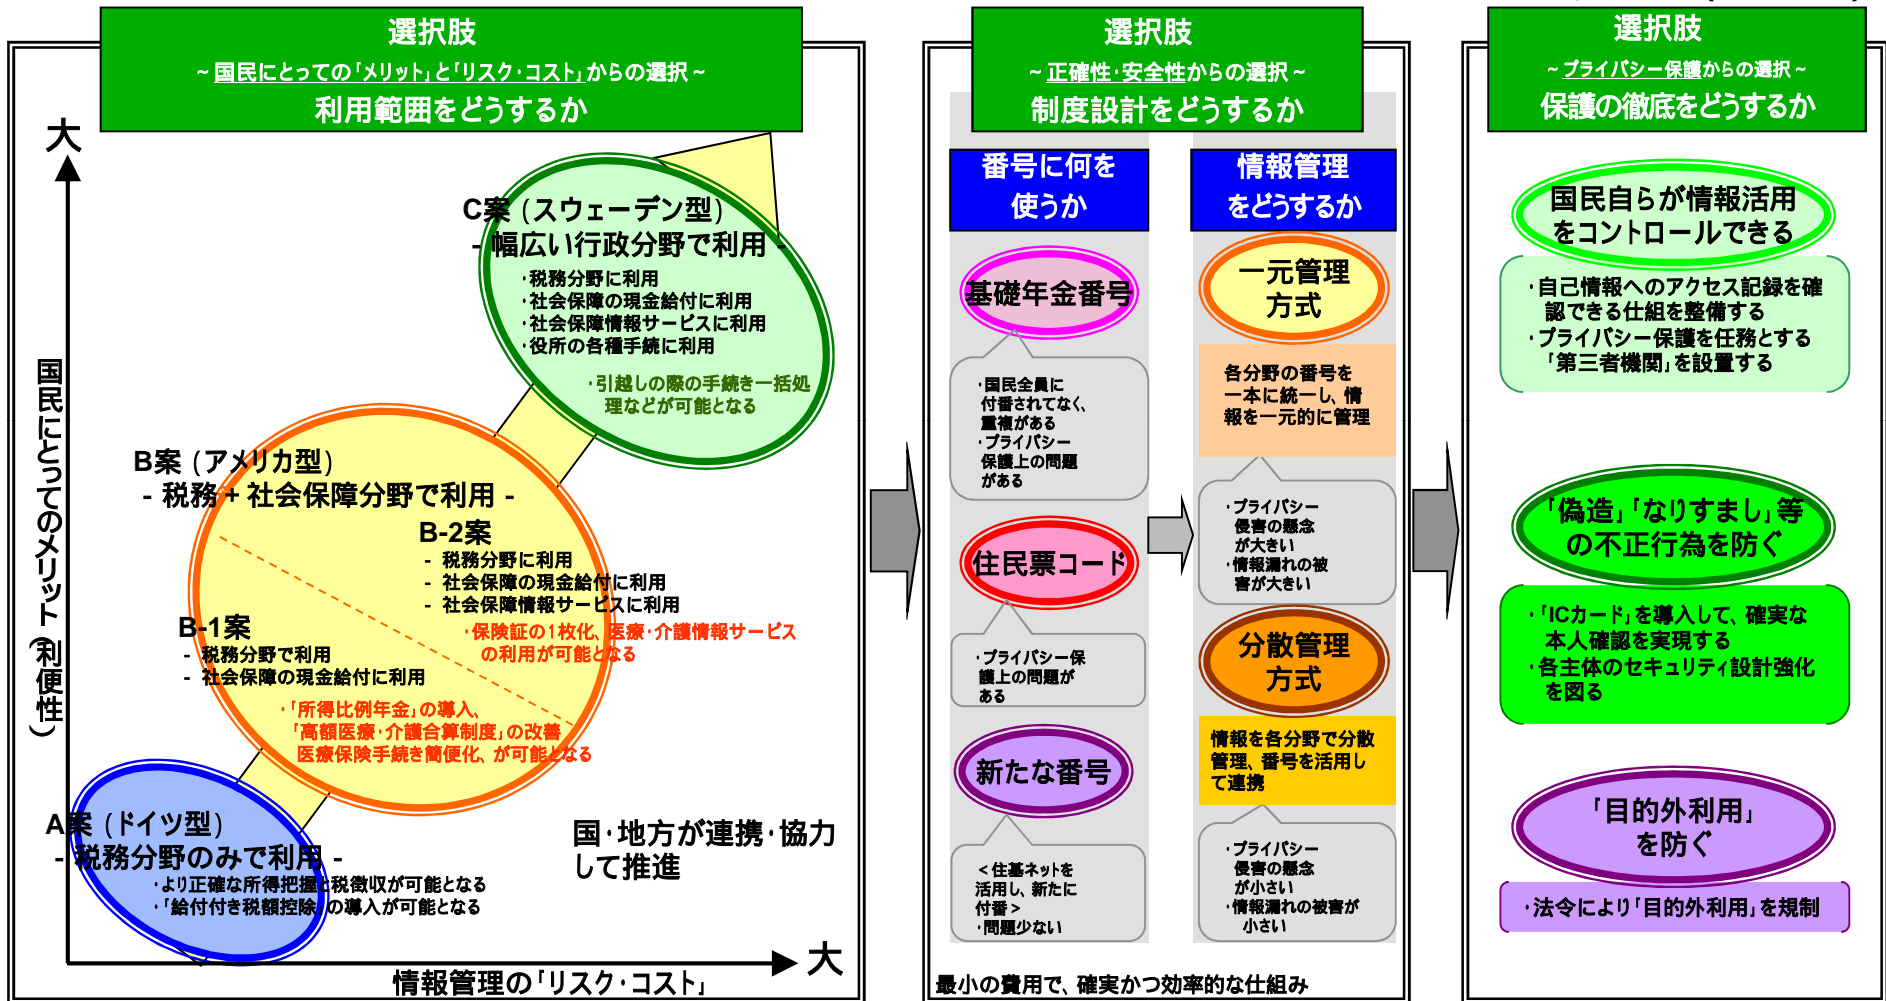 選択肢
～国民にとっての「メリット」と「リスク・コスト」からの選択～
利用範囲をどうするか
大
国民にとってのメリット（利便性）
C案（スウェーデン型）
- 幅広い行政分野で利用 -
・税務分野に利用
・社会保障の現金給付に利用
・社会保障情報サービスに利用
・役所の各種手続に利用
・引越しの際の手続き一括処
理などが可能となる
B案（アメリカ型）
- 税務＋社会保障分野で利用 -
B-2案
- 税務分野に利用
- 社会保障の現金給付に利用
- 社会保障情報サービスに利用
・保険証の1枚化、医療・介護情報サービス
の利用が可能となる
B-1案
- 税務分野で利用
- 社会保障の現金給付に利用
・「所得比例年金」の導入、
「高額医療・介護合算制度」の改善
医療保険手続き簡便化、が可能となる
A案（ドイツ型）
- 税務分野のみで利用 -
・より正確な所得把握と税徴収が可能となる
・「給付付き税額控除」の導入が可能となる
国・地方が連携・協力
して推進
大
情報管理の「リスク・コスト」
選択肢
～正確性・安全性からの選択～
制度設計をどうするか
番号に何を
使うか
基礎年金番号
・国民全員に
付番されてなく、
重複がある
・プライバシー
保護上の問題
がある
住民票コード
・プライバシー保
護上の問題が
ある
新たな番号
＜住基ネットを
活用し、新たに
付番＞
・問題少ない
情報管理
をどうするか
一元管理
方式
各分野の番号を
一本に統一し、情
報を一元的に管理
・プライバシー
侵害の懸念
が大きい
・情報漏れの被
害が大きい
分散管理
方式
情報を各分野で分散
管理、番号を活用し
て連携
・プライバシー
侵害の懸念
が小さい
・情報漏れの被害が
小さい
最小の費用で、確実かつ効率的な仕組み
選択肢
～プライバシー保護からの選択～
保護の徹底をどうするか
国民自らが情報活用
をコントロールできる
・自己情報へのアクセス記録を確
認できる仕組を整備する
・プライバシー保護を任務とする
「第三者機関」を設置する
「偽造」「なりすまし」等
の不正行為を防ぐ
・「ICカード」を導入して、確実な
本人確認を実現する
・各主体のセキュリティ設計強化
を図る
「目的外利用」
を防ぐ
・法令により「目的外利用」を規制